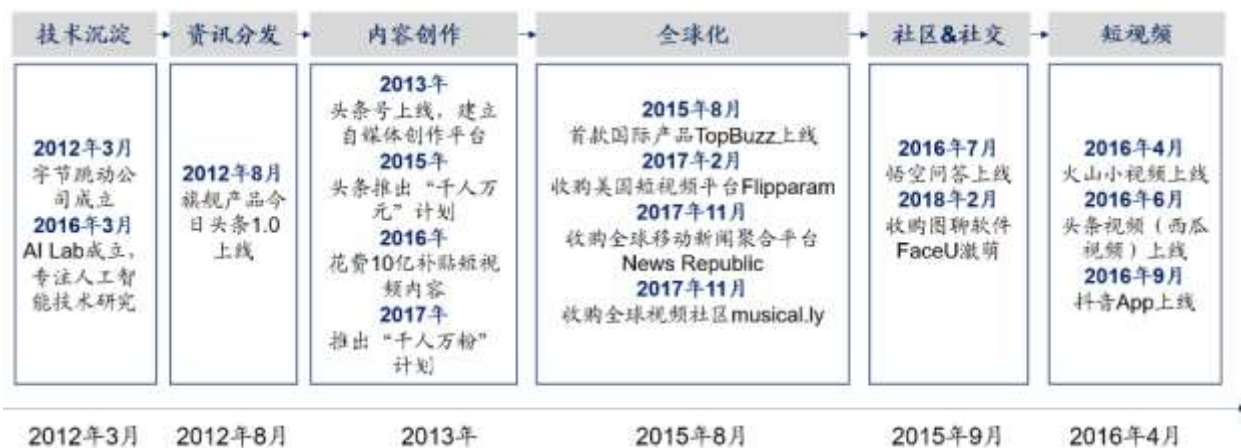 技术沉淀
资讯分发
内容创作
全球化
社区&社交
短视频
2012年3月
字节跳动公
司成立
2016年3月
AI Lab成立,
专注人工智
能技术研究
2012年8月
旗舰产品今
日头条1.0
上线
2013年
头条号上线，建立
自媒体创作平台
2015年
头条推出“千人万
元”计划
2016年
花费10亿补贴短视
频内容
2017年
推出“千人万粉”
计划
2015年8月
首款国际产品TopBuzz上线
2017年2月
收购美国短视频平台Flipparam
2017年11月
收购全球移动新闻聚合平台
News Republic
2017年11月
收购全球视频社区musical.ly
2016年7月
悟空问答上线
2018年2月
收购图聊软件
FaceU激萌
2016年4月
火山小视频上线
2016年6月
头条视频（西瓜
视频）上线
2016年9月
抖音App上线
2012年3月
2012年8月
2013年
2015年8月
2015年9月
2016年4月